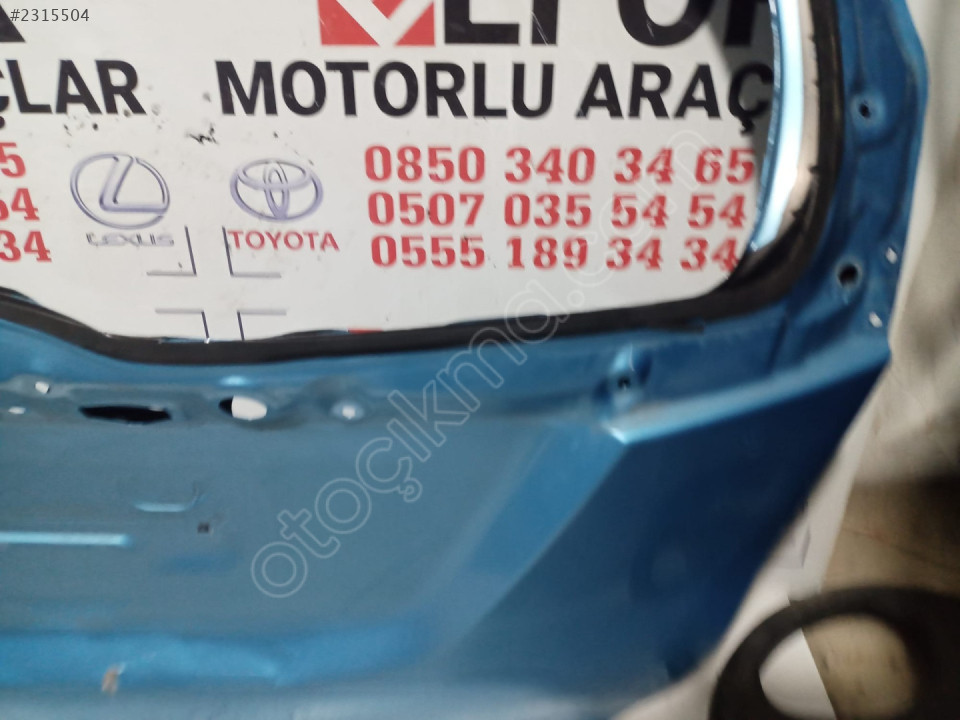 #2315504
MOTORLU ARAÇ
ÇLAR
0850 340 34 65
0507 035 54 54
0555 189 34 34
5
54
34
LEXUS
TOYOTA
otoçıkma.com